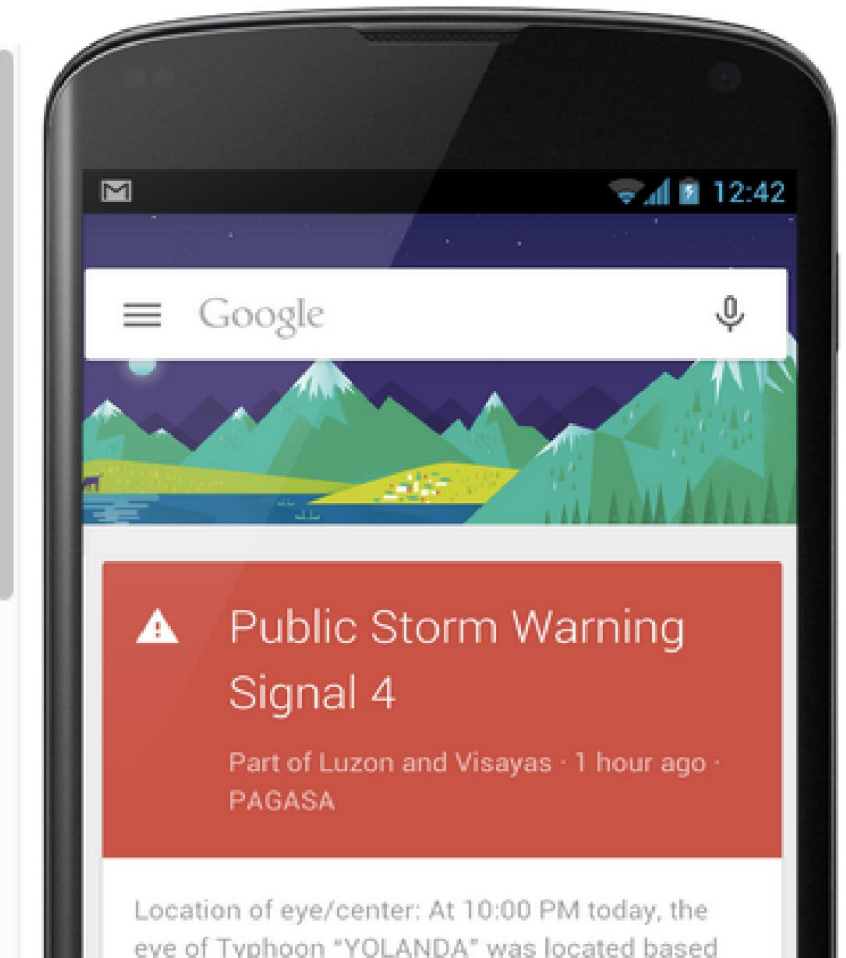 12:42
Google
Public Storm Warning
Signal 4
Part of Luzon and Visayas · 1 hour ago ·
PAGASA
Location of eye/center: At 10:00 PM today, the
eye of Typhoon "YOLANDA" was located based